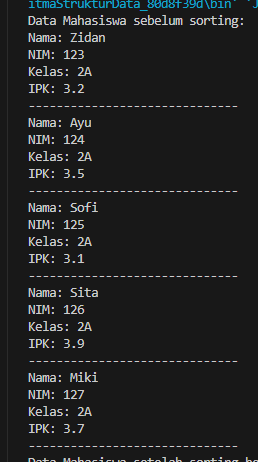 itmaStrukturData_80d8f39d\bin'
Data Mahasiswa sebelum sorting:
Nama: Zidan
NIM: 123
Kelas: 2A
IPK: 3.2
------------------------------
Nama: Ayu
NIM: 124
Kelas: 2A
IPK: 3.5
------------------------------
Nama: Sofi
NIM: 125
Kelas: 2A
IPK: 3.1
------------------------------
Nama: Sita
NIM: 126
Kelas: 2A
IPK: 3.9
------------------------------
Nama: Miki
NIM: 127
Kelas: 2A
IPK: 3.7
------------------------------
Data Mahasiswa setelah sorting